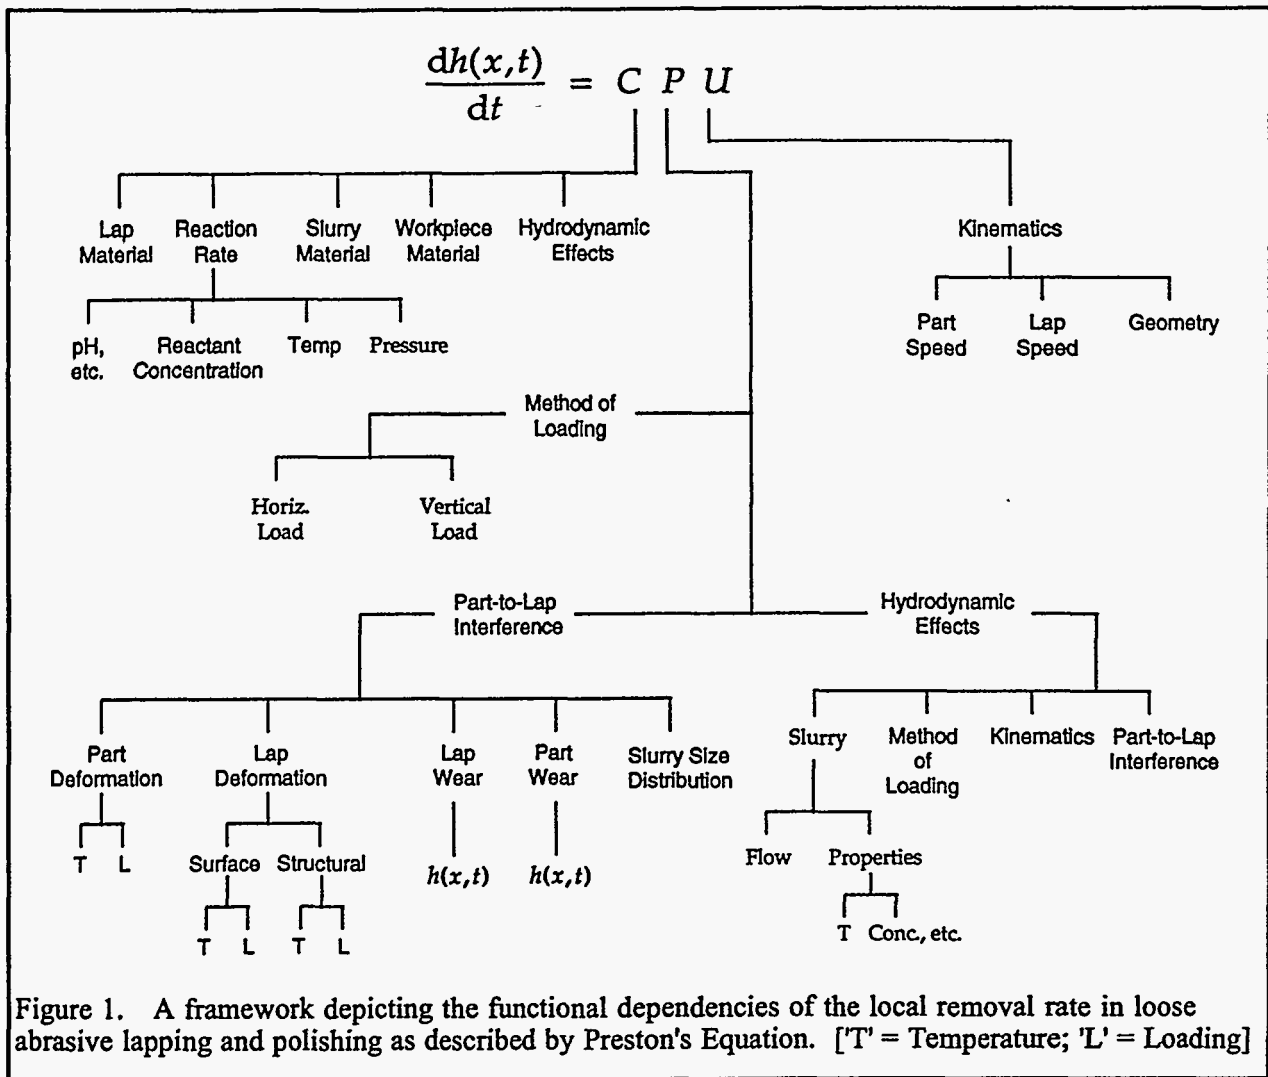 dh(x,t)
dt
= C P U
Lap Material
Reaction Rate
Slurry Material
Workpiece Material
Hydrodynamic Effects
Kinematics
pH, etc.
Reactant Concentration
Temp
Pressure
Part Speed
Lap Speed
Geometry
Method of Loading
Horiz. Load
Vertical Load
Part-to-Lap Interference
Hydrodynamic Effects
Part Deformation
Lap Deformation
Lap Wear
Part Wear
Slurry Size Distribution
Slurry
Method of Loading
Kinematics
Part-to-Lap Interference
T L
Surface Structural
h(x,t) h(x,t)
Flow Properties
T L T L
T Conc., etc.
Figure 1. A framework depicting the functional dependencies of the local removal rate in loose
abrasive lapping and polishing as described by Preston's Equation. ['T' = Temperature; 'L' = Loading]